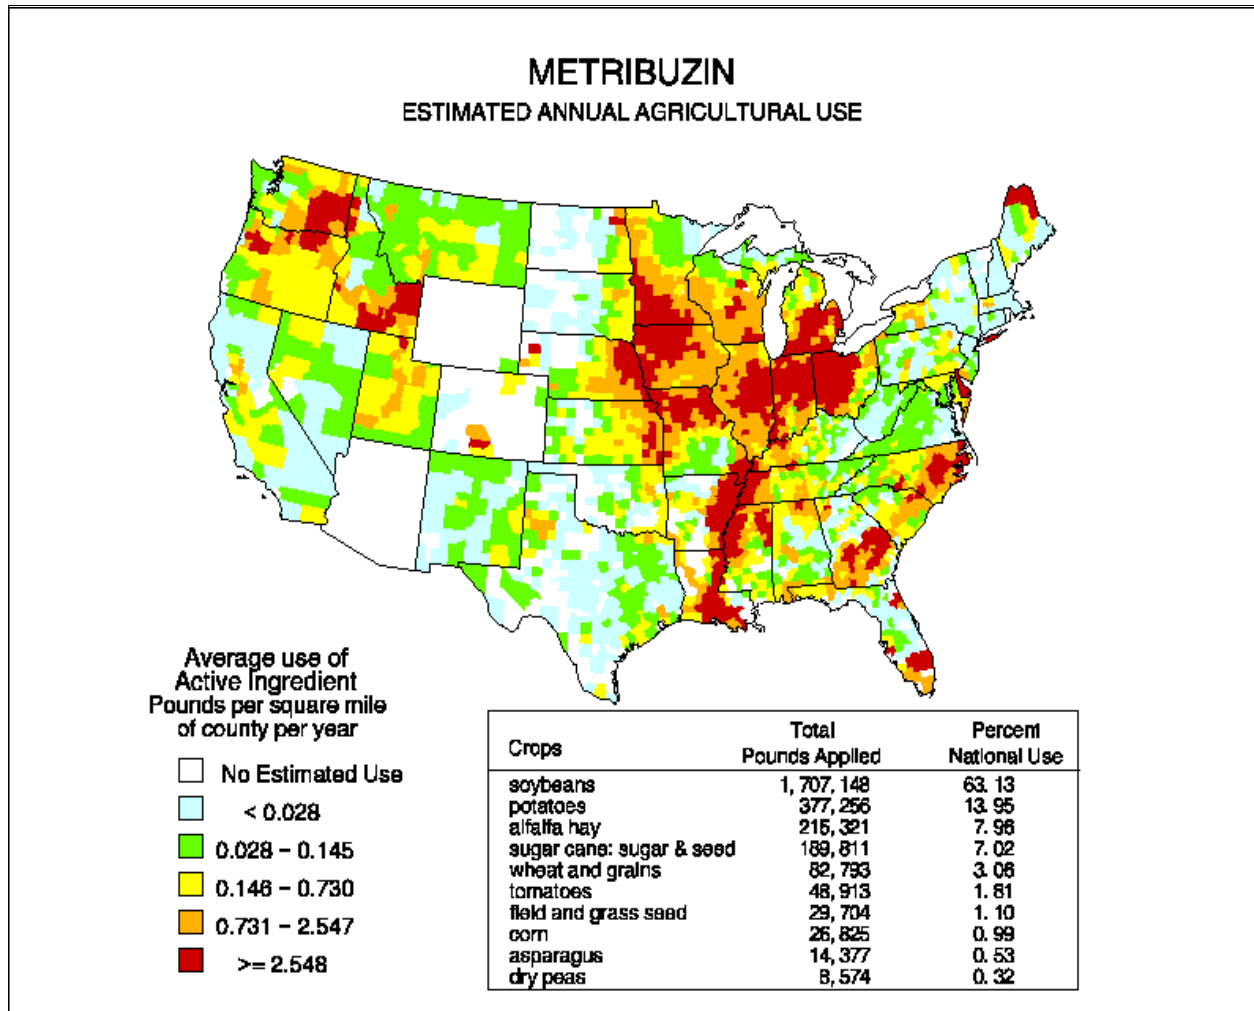 METRIBUZIN
ESTIMATED ANNUAL AGRICULTURAL USE
Average use of
Active Ingredient
Pounds per square mile
of county per year
No Estimated Use
< 0.028
0.028 - 0.145
0.146 - 0.730
0.731 - 2.547
>= 2.548
Crops Total Pounds Applied Percent National Use
soybeans 1,707,148 63.13
potatoes 377,256 13.95
alfalfa hay 215,321 7.96
sugar cane: sugar & seed 189,811 7.02
wheat and grains 82,793 3.06
tomatoes 48,913 1.81
field and grass seed 29,704 1.10
corn 26,825 0.99
asparagus 14,377 0.53
dry peas 8,574 0.32